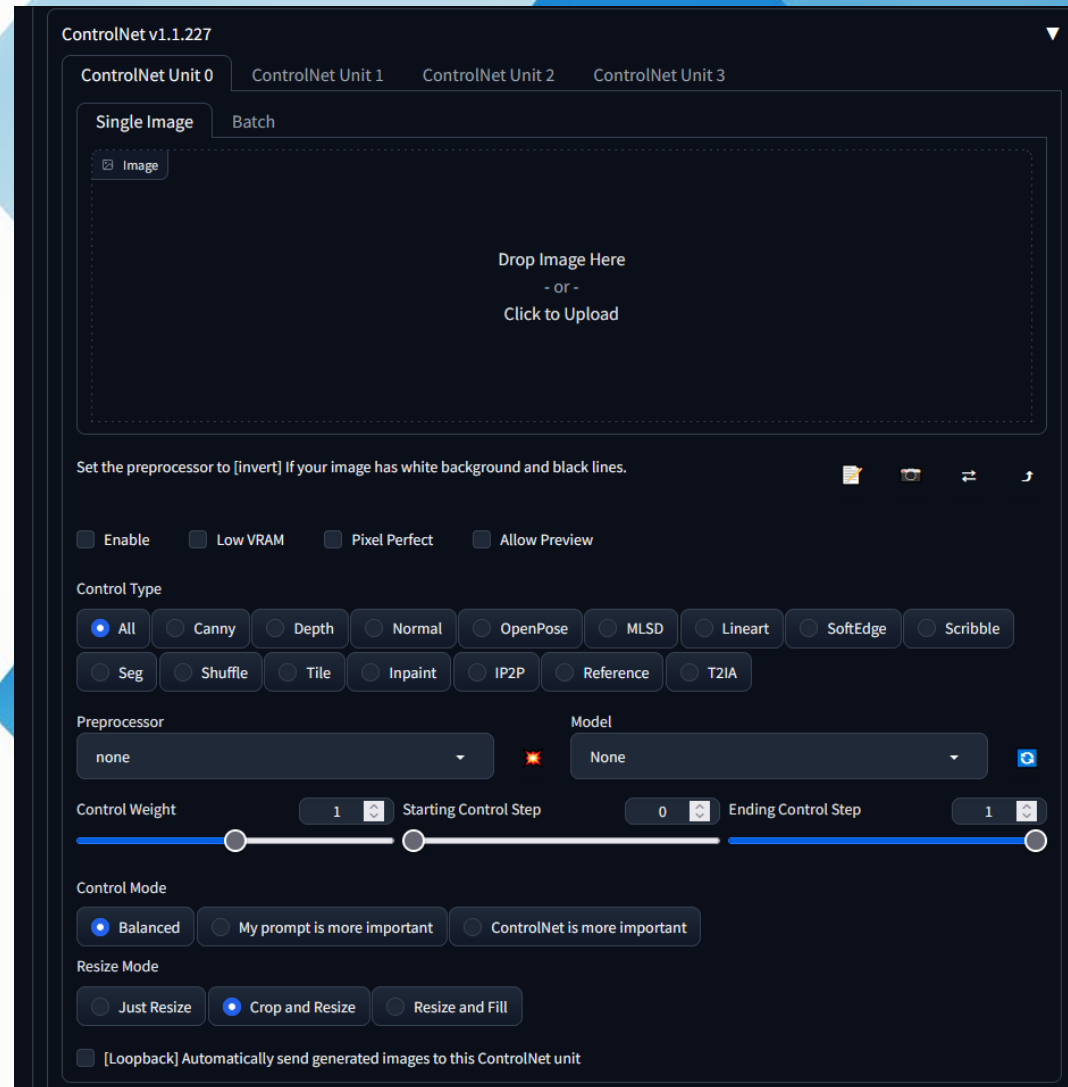 ControlNet v1.1.227
ControlNet Unit 0 ControlNet Unit 1 ControlNet Unit 2 ControlNet Unit 3
Single Image Batch
Image
Drop Image Here
- or -
Click to Upload
Set the preprocessor to [invert] If your image has white background and black lines.
Enable Low VRAM Pixel Perfect Allow Preview
Control Type
All Canny Depth Normal OpenPose MLSD Lineart SoftEdge Scribble
Seg Shuffle Tile Inpaint IP2P Reference T2IA
Preprocessor Model
none None
Control Weight 1 Starting Control Step 0 Ending Control Step 1
Control Mode
Balanced My prompt is more important ControlNet is more important
Resize Mode
Just Resize Crop and Resize Resize and Fill
[Loopback] Automatically send generated images to this ControlNet unit